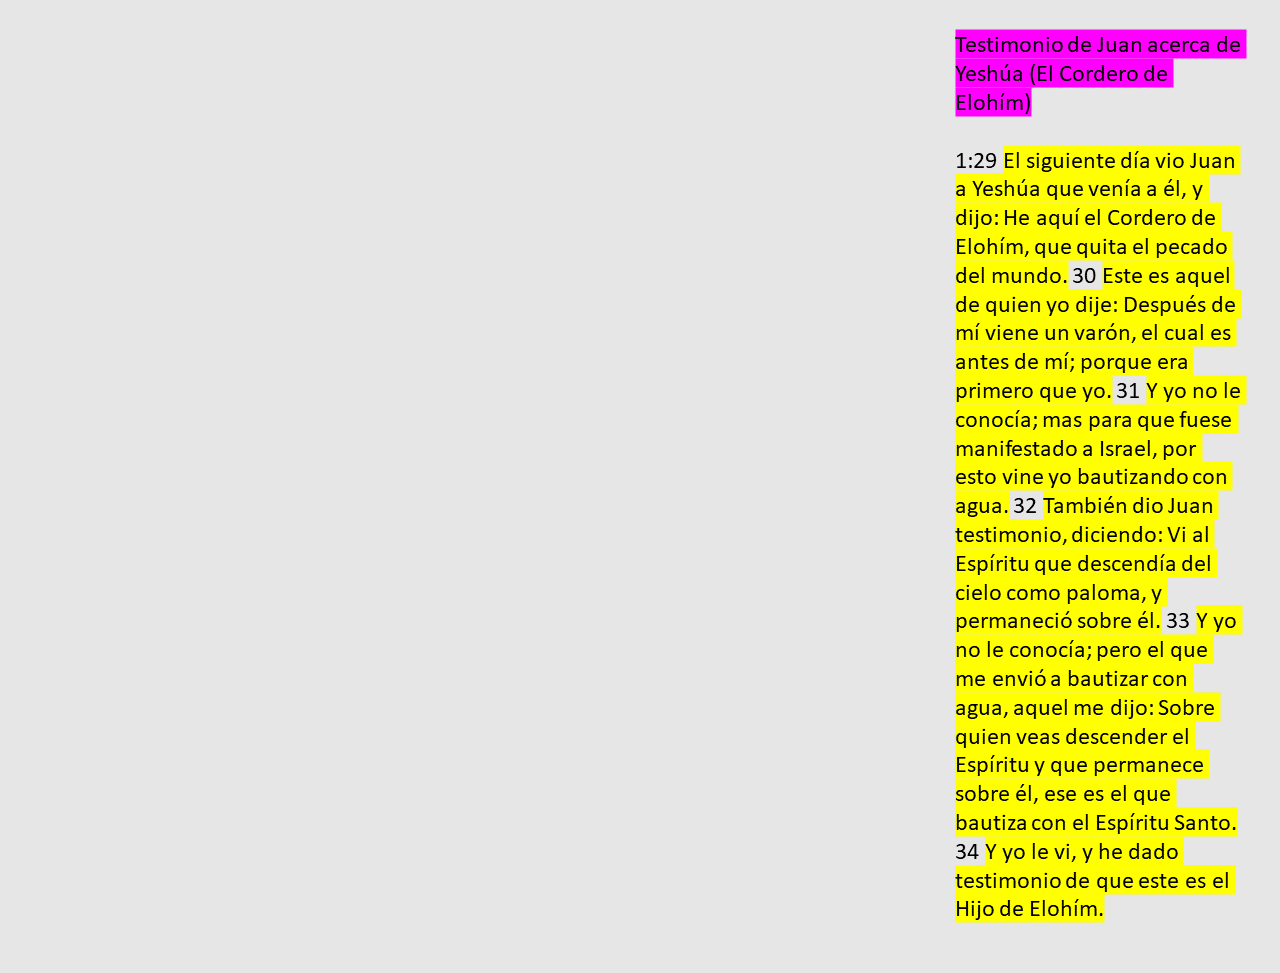 Testimonio de Juan acerca de
Yeshúa (El Cordero de
Elohím)
1:29 El siguiente día vio Juan
a Yeshúa que venía a él, y
dijo: He aquí el Cordero de
Elohím, que quita el pecado
del mundo. 30 Este es aquel
de quien yo dije: Después de
mí viene un varón, el cual es
antes de mí; porque era
primero que yo. 31 Y yo no le
conocía; mas para que fuese
manifestado a Israel, por
esto vine yo bautizando con
agua. 32 También dio Juan
testimonio, diciendo: Vi al
Espíritu que descendía del
cielo como paloma, y
permaneció sobre él. 33 Y yo
no le conocía; pero el que
me envió a bautizar con
agua, aquel me dijo: Sobre
quien veas descender el
Espíritu y que permanece
sobre él, ese es el que
bautiza con el Espíritu Santo.
34 Y yo le vi, y he dado
testimonio de que este es el
Hijo de Elohím.